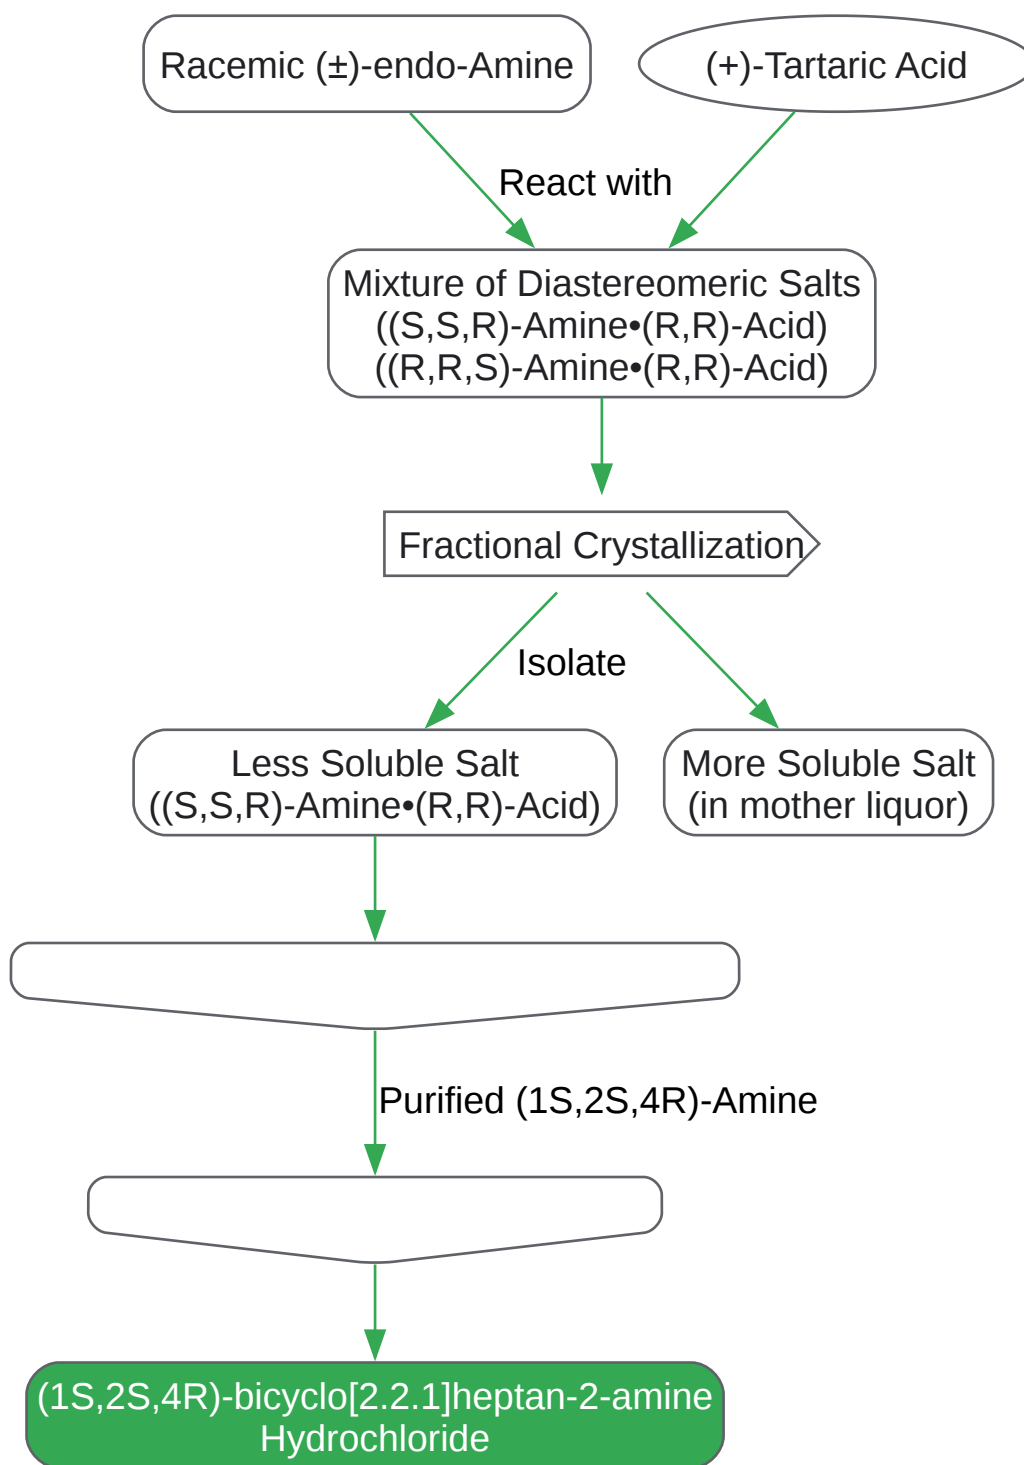 Racemic (±)-endo-Amine
(+)-Tartaric Acid
React with
Mixture of Diastereomeric Salts
((S,S,R)-Amine•(R,R)-Acid)
((R,R,S)-Amine•(R,R)-Acid)
Fractional Crystallization
Isolate
Less Soluble Salt
((S,S,R)-Amine•(R,R)-Acid)
More Soluble Salt
(in mother liquor)
Purified (1S,2S,4R)-Amine
(1S,2S,4R)-bicyclo[2.2.1]heptan-2-amine
Hydrochloride